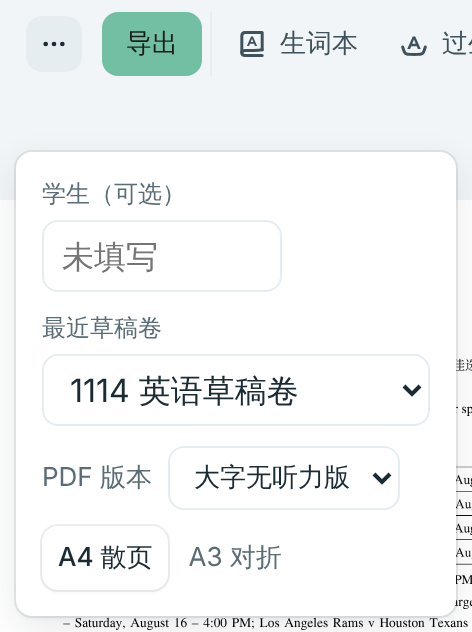 ... 导出 生词本
学生（可选）
未填写
最近草稿卷
1114 英语草稿卷
PDF 版本 大字无听力版
A4 散页 A3 对折
– Saturday, August 16 – 4:00 PM; Los Angeles Rams v Houston Texans